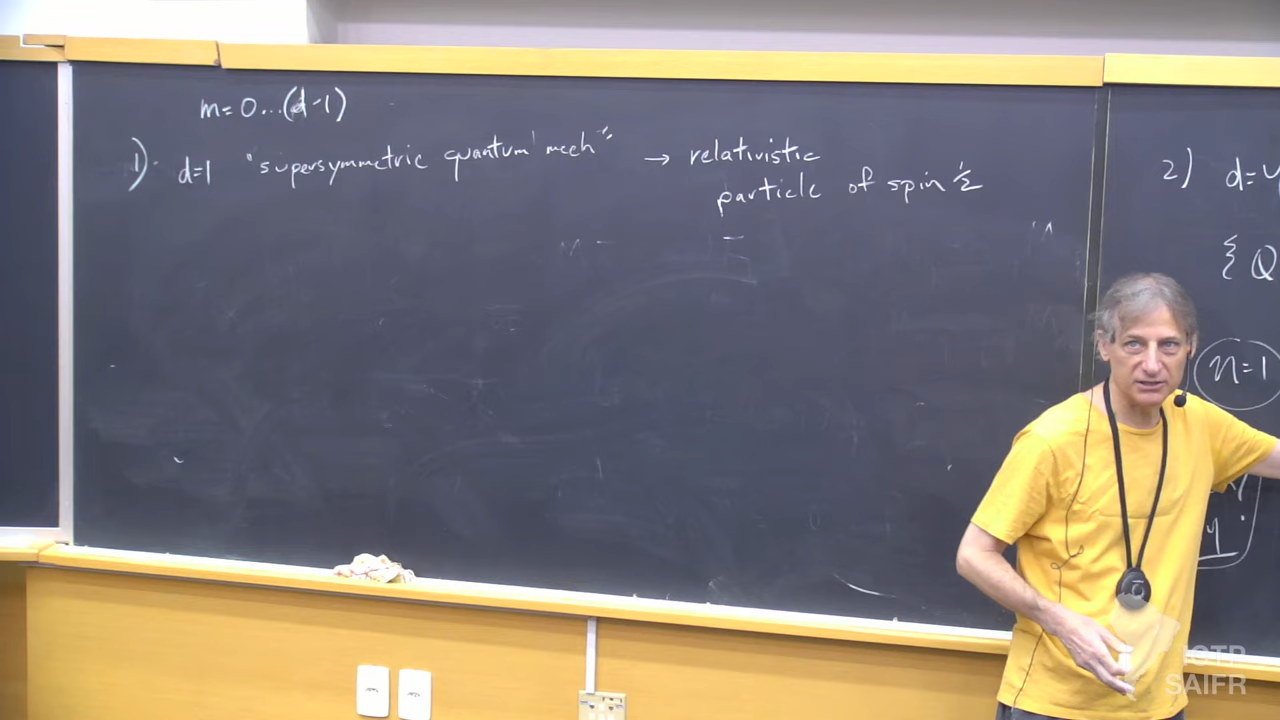 m=0...(d-1)
1) d=1 "supersymmetric quantum mech" → relativistic
particle of spin ½
2) d=4
{ Q
n=1
y
ICTP
SAIFR